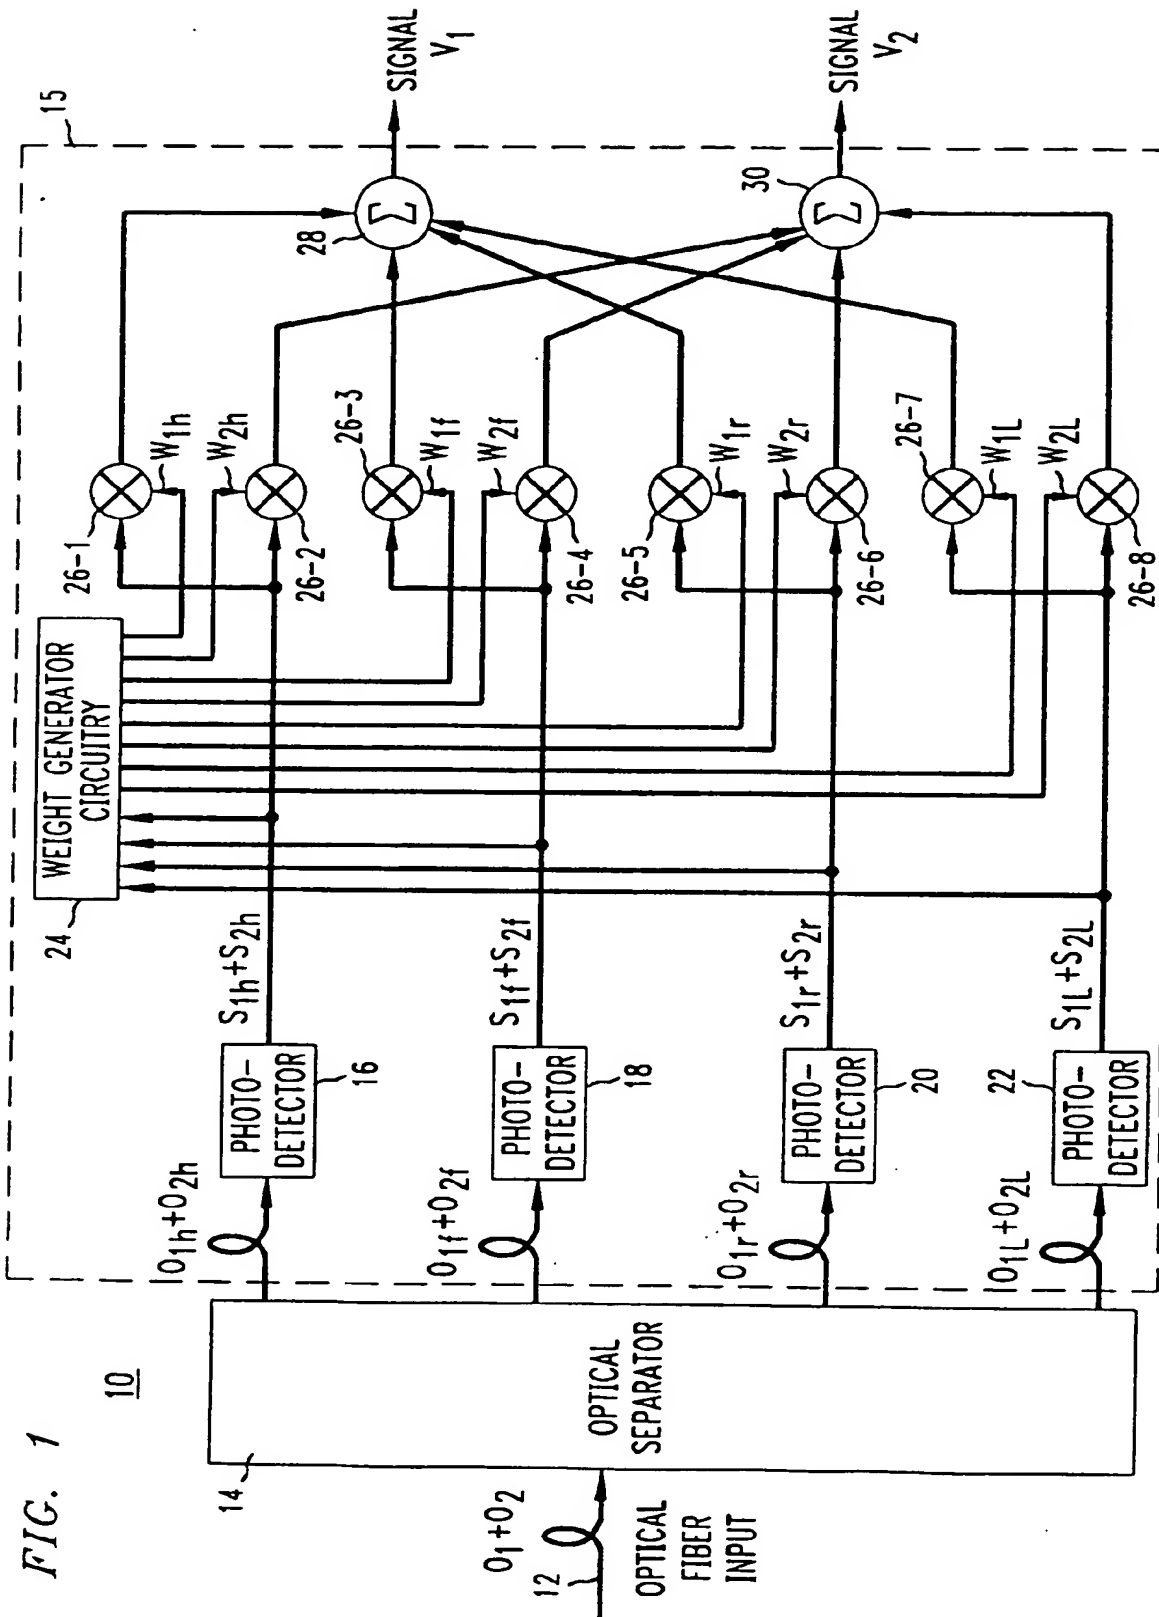 FIG. 1
10
12
O1+O2
OPTICAL
FIBER
INPUT
14
OPTICAL
SEPARATOR
15
O1h+O2h
PHOTO-
DETECTOR
16
S1h+S2h
O1f+O2f
PHOTO-
DETECTOR
18
S1f+S2f
O1r+O2r
PHOTO-
DETECTOR
20
S1r+S2r
O1L+O2L
PHOTO-
DETECTOR
22
S1L+S2L
24
WEIGHT GENERATOR
CIRCUITRY
26-1
W1h
W2h
26-2
26-3
W1f
W2f
26-4
26-5
W1r
W2r
26-6
26-7
W1L
W2L
26-8
28
Σ
30
Σ
SIGNAL
V1
SIGNAL
V2